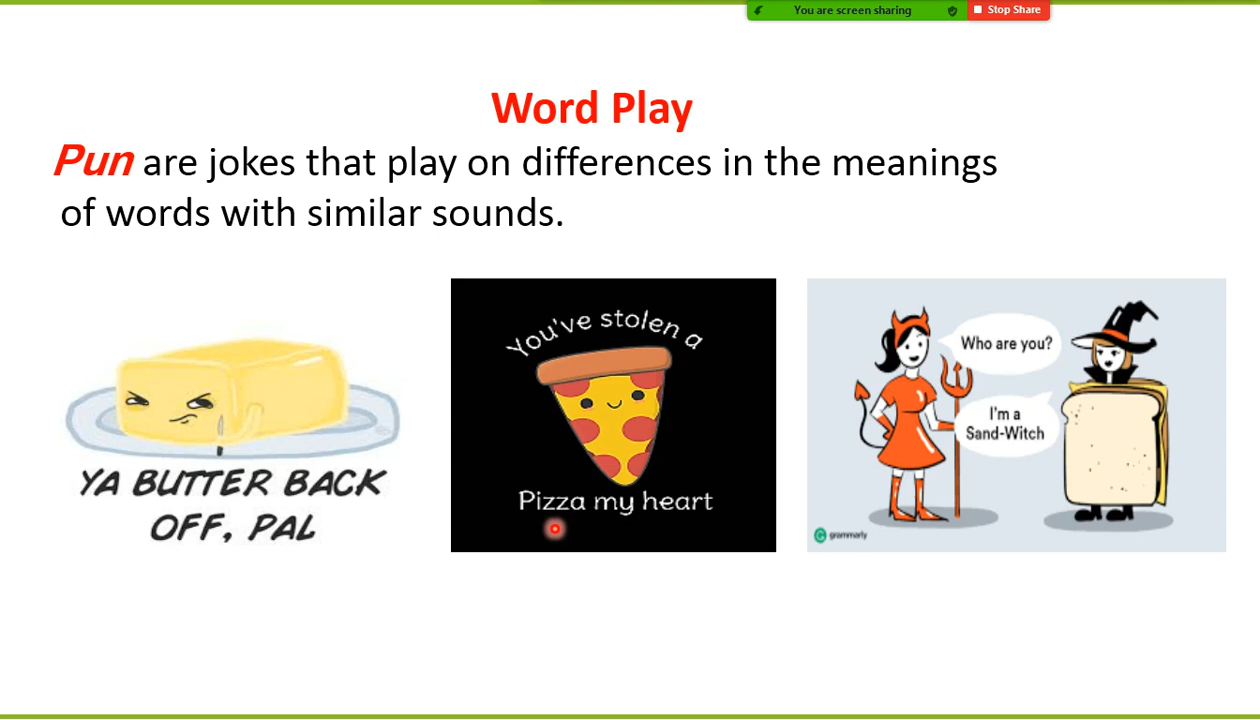 You are screen sharing
Stop Share
Word Play
Pun are jokes that play on differences in the meanings
of words with similar sounds.
YA BUTTER BACK
OFF, PAL
You've stolen a
Pizza my heart
Who are you?
I'm a
Sand-Witch
grammarly